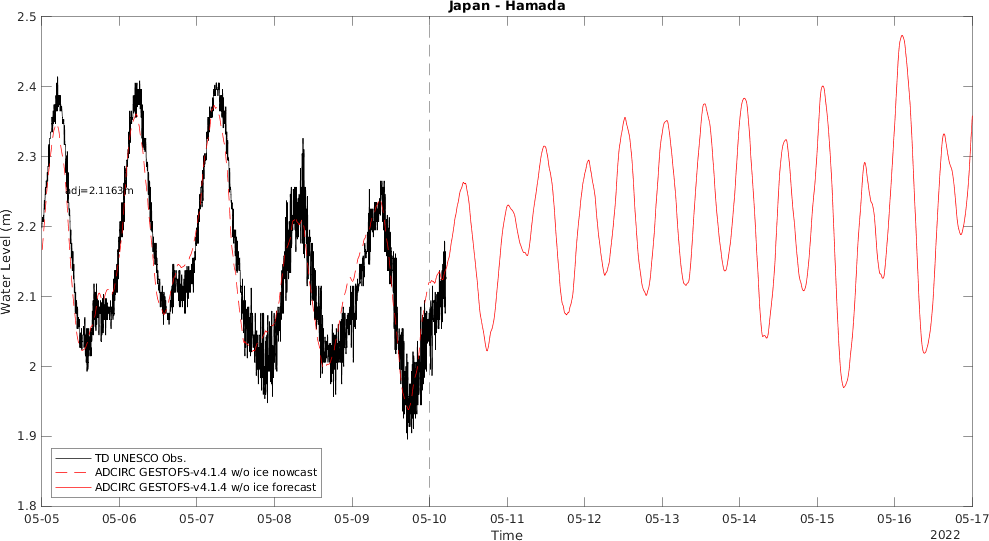 Japan - Hamada
2.5
2.4
2.3
2.2
2.1
2
1.9
1.8
Water Level (m)
adj=2.1163m
TD UNESCO Obs.
ADCIRC GESTOFS-v4.1.4 w/o ice nowcast
ADCIRC GESTOFS-v4.1.4 w/o ice forecast
05-05 05-06 05-07 05-08 05-09 05-10 05-11 05-12 05-13 05-14 05-15 05-16 05-17
Time
2022